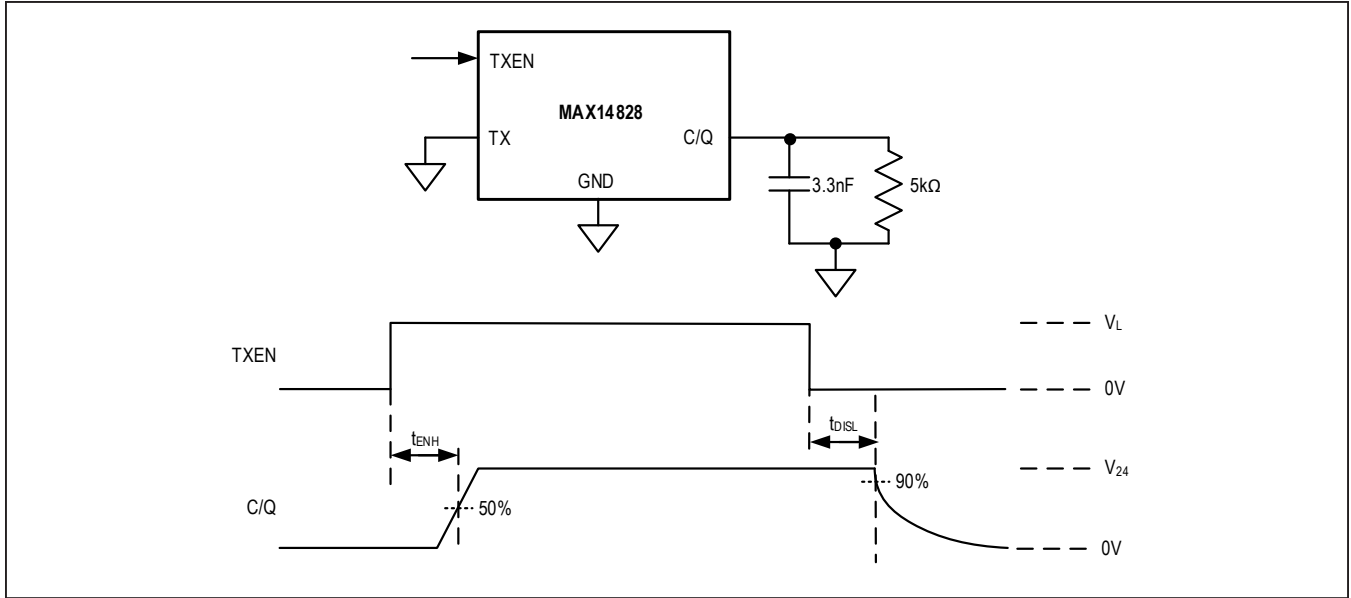 TXEN
MAX14828
TX
C/Q
GND
3.3nF
5kΩ
TXEN
VL
0V
tENH
tDISL
C/Q
50%
90%
V24
0V